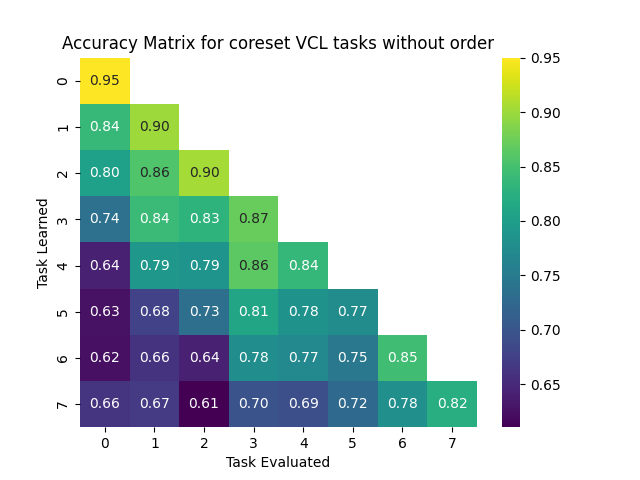 Accuracy Matrix for coreset VCL tasks without order
0 0.95
1 0.84 0.90
2 0.80 0.86 0.90
3 0.74 0.84 0.83 0.87
4 0.64 0.79 0.79 0.86 0.84
5 0.63 0.68 0.73 0.81 0.78 0.77
6 0.62 0.66 0.64 0.78 0.77 0.75 0.85
7 0.66 0.67 0.61 0.70 0.69 0.72 0.78 0.82
0 1 2 3 4 5 6 7
Task Evaluated
Task Learned
0.95
0.90
0.85
0.80
0.75
0.70
0.65